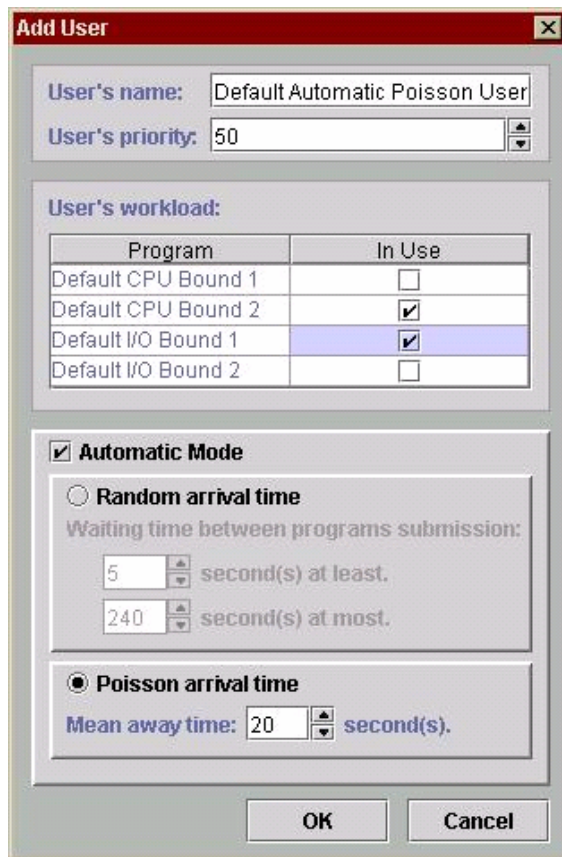 Add User
User's name: Default Automatic Poisson User
User's priority: 50
User's workload:
Program In Use
Default CPU Bound 1
Default CPU Bound 2
Default I/O Bound 1
Default I/O Bound 2
Automatic Mode
Random arrival time
Waiting time between programs submission:
5 second(s) at least.
240 second(s) at most.
Poisson arrival time
Mean away time: 20 second(s).
OK Cancel